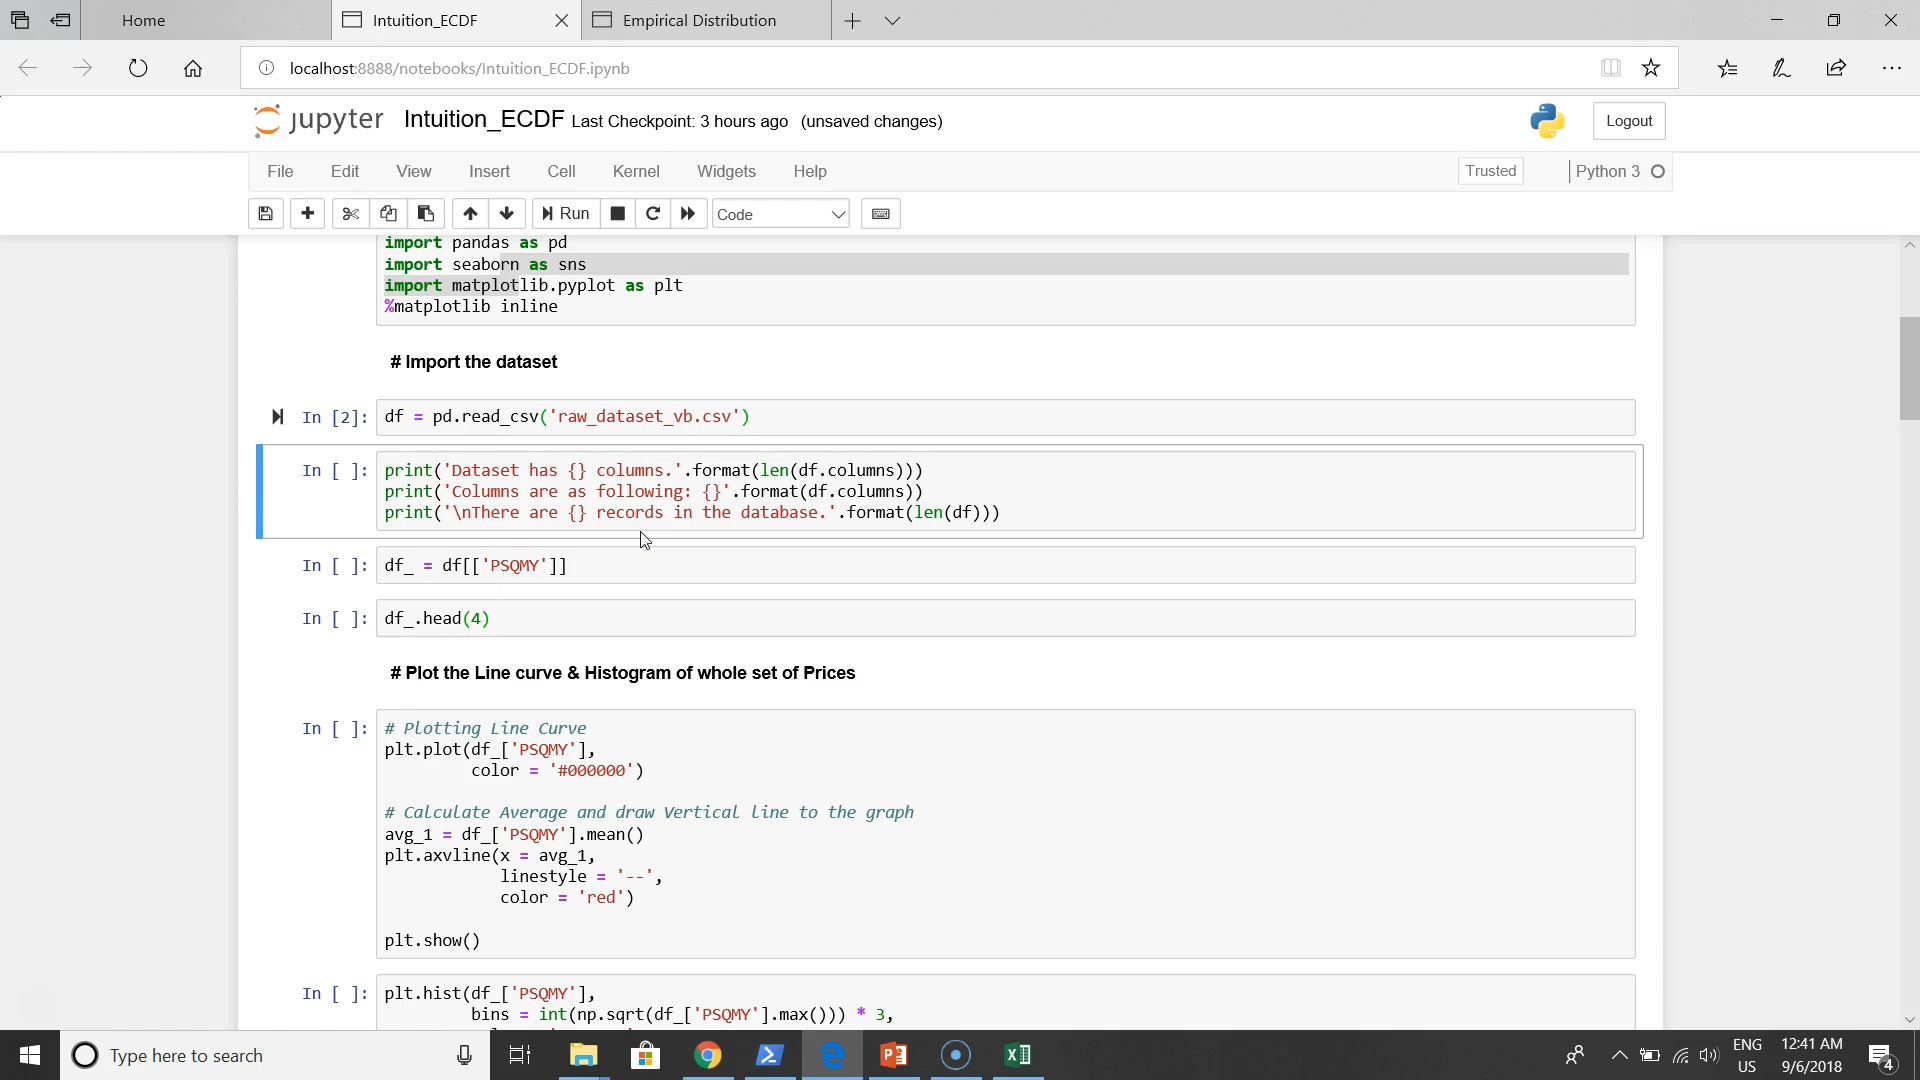 Home
Intuition_ECDF
Empirical Distribution
localhost:8888/notebooks/Intuition_ECDF.ipynb
jupyter Intuition_ECDF Last Checkpoint: 3 hours ago (unsaved changes)
Logout
File Edit View Insert Cell Kernel Widgets Help
Trusted
Python 3
Run
Code
import pandas as pd
import seaborn as sns
import matplotlib.pyplot as plt
%matplotlib inline
# Import the dataset
In [2]: df = pd.read_csv('raw_dataset_vb.csv')
In [ ]: print('Dataset has {} columns.'.format(len(df.columns)))
print('Columns are as following: {}'.format(df.columns))
print('\nThere are {} records in the database.'.format(len(df)))
In [ ]: df_ = df[['PSQMY']]
In [ ]: df_.head(4)
# Plot the Line curve & Histogram of whole set of Prices
In [ ]: # Plotting Line Curve
plt.plot(df_['PSQMY'],
color = '#000000')
# Calculate Average and draw Vertical line to the graph
avg_1 = df_['PSQMY'].mean()
plt.axvline(x = avg_1,
linestyle = '--',
color = 'red')
plt.show()
In [ ]: plt.hist(df_['PSQMY'],
bins = int(np.sqrt(df_['PSQMY'].max())) * 3,
Type here to search
ENG
US
12:41 AM
9/6/2018
4